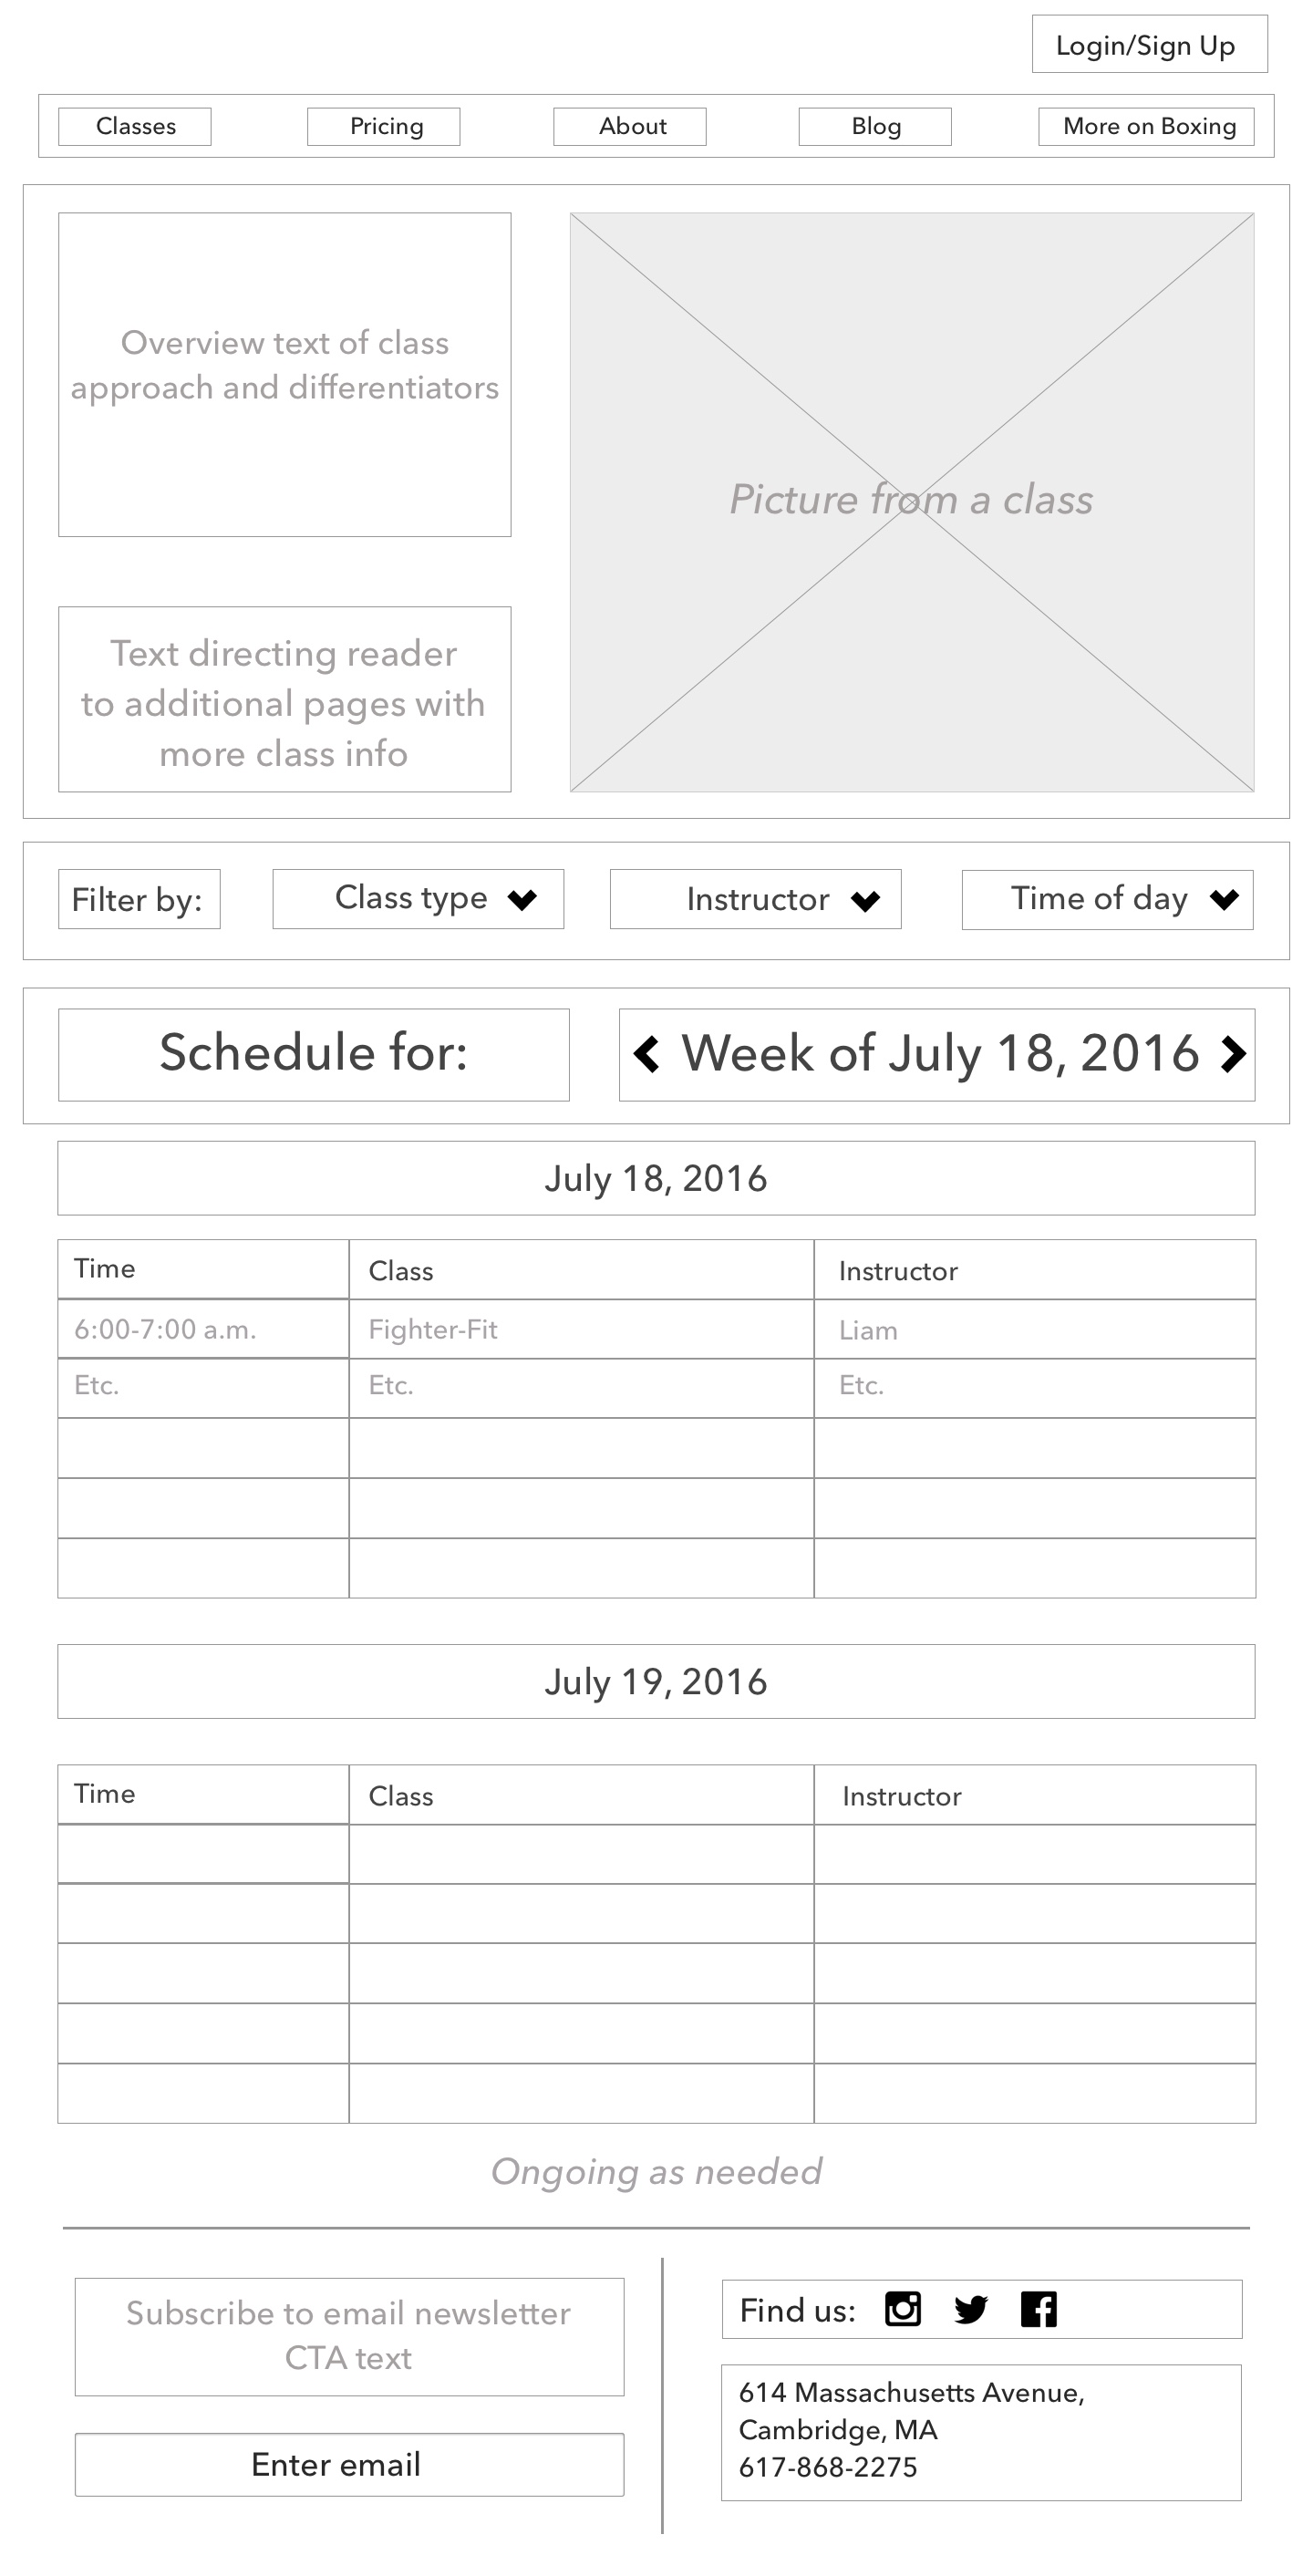 Login/Sign Up
Classes
Pricing
About
Blog
More on Boxing
Overview text of class
approach and differentiators
Picture from a class
Text directing reader
to additional pages with
more class info
Filter by:
Class type
Instructor
Time of day
Schedule for:
Week of July 18, 2016
July 18, 2016
Time
Class
Instructor
6:00-7:00 a.m.
Fighter-Fit
Liam
Etc.
Etc.
Etc.
July 19, 2016
Time
Class
Instructor
Ongoing as needed
Subscribe to email newsletter
CTA text
Enter email
Find us:
614 Massachusetts Avenue,
Cambridge, MA
617-868-2275